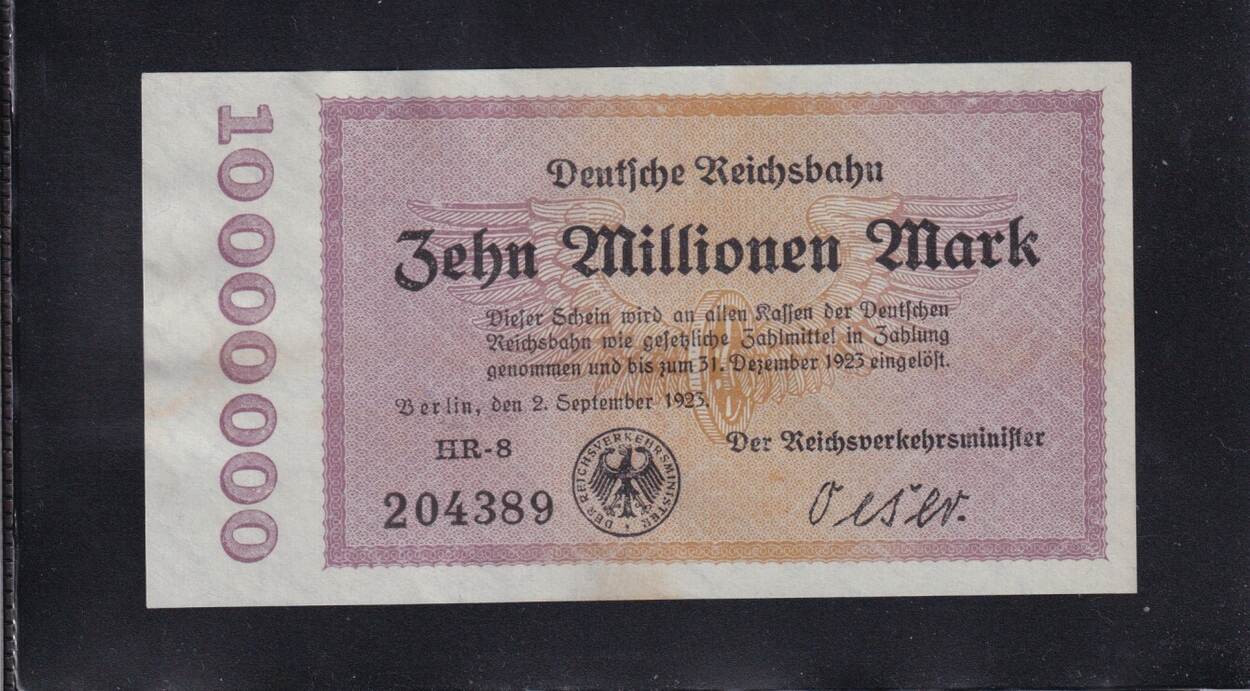 10000000
Deutsche Reichsbahn
Zehn Millionen Mark
Dieser Schein wird an allen Kassen der Deutschen
Reichsbahn wie gesetzliche Zahlmittel in Zahlung
genommen und bis zum 31. Dezember 1923 eingelöst.
Berlin, den 2. September 1923.
HR-8
Der Reichsverkehrsminister
204389
DER REICHSVERKEHRSMINISTER
Oeser.